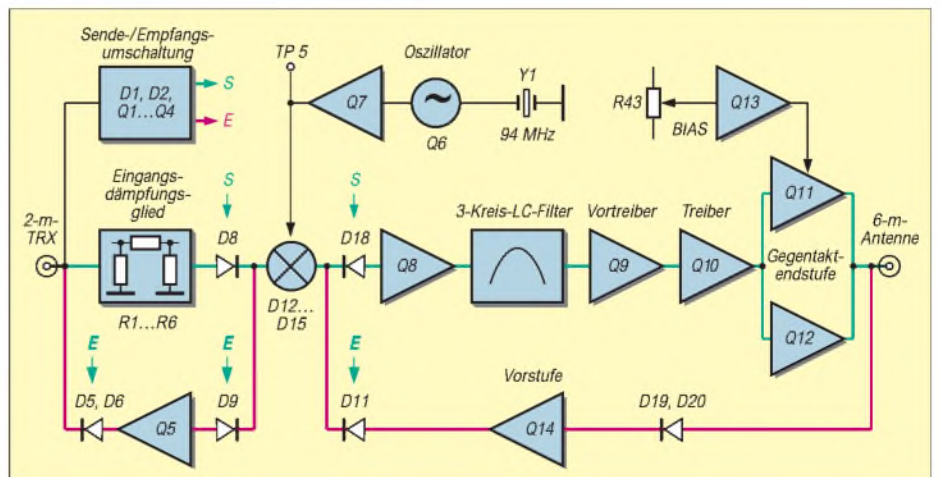 Sende-/Empfangs-
umschaltung
D1, D2,
Q1...Q4
S
E
TP 5
Oszillator
Q7
Q6
Y1
94 MHz
R43
BIAS
Q13
Eingangs-
dämpfungs-
glied
2-m-
TRX
R1...R6
S
D8
D12...
D15
S
D18
Q8
3-Kreis-LC-Filter
Vortreiber
Q9
Treiber
Q10
Q11
Gegentakt-
endstufe
Q12
6-m-
Antenne
E
D5, D6
Q5
E
D9
E
D11
Vorstufe
Q14
D19, D20